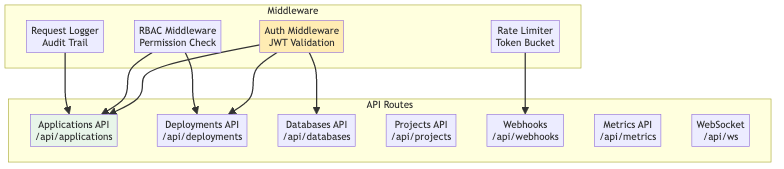 Middleware
Request Logger
Audit Trail
RBAC Middleware
Permission Check
Auth Middleware
JWT Validation
Rate Limiter
Token Bucket
API Routes
Applications API
/api/applications
Deployments API
/api/deployments
Databases API
/api/databases
Projects API
/api/projects
Webhooks
/api/webhooks
Metrics API
/api/metrics
WebSocket
/api/ws